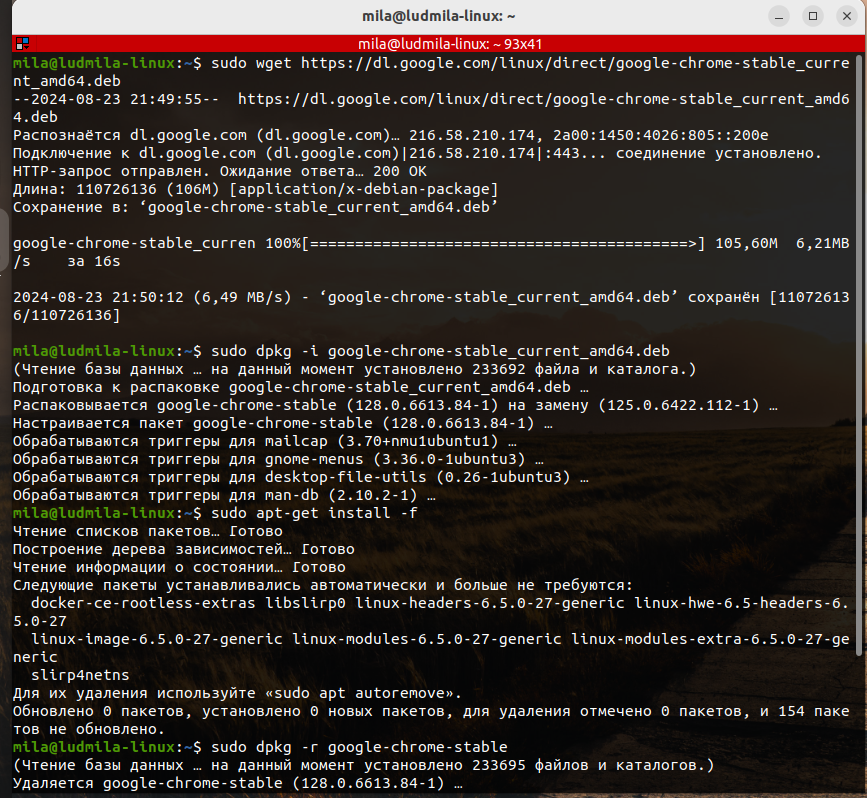 mila@ludmila-linux: ~
mila@ludmila-linux: ~ 93x41
mila@ludmila-linux:~$ sudo wget https://dl.google.com/linux/direct/google-chrome-stable_curre
nt_amd64.deb
--2024-08-23 21:49:55--  https://dl.google.com/linux/direct/google-chrome-stable_current_amd6
4.deb
Распознаётся dl.google.com (dl.google.com)… 216.58.210.174, 2a00:1450:4026:805::200e
Подключение к dl.google.com (dl.google.com)|216.58.210.174|:443... соединение установлено.
HTTP-запрос отправлен. Ожидание ответа… 200 OK
Длина: 110726136 (106M) [application/x-debian-package]
Сохранение в: ‘google-chrome-stable_current_amd64.deb’
google-chrome-stable_curren 100%[==========================================>] 105,60M  6,21MB
/s    за 16s
2024-08-23 21:50:12 (6,49 MB/s) - ‘google-chrome-stable_current_amd64.deb’ сохранён [11072613
6/110726136]
mila@ludmila-linux:~$ sudo dpkg -i google-chrome-stable_current_amd64.deb
(Чтение базы данных … на данный момент установлено 233692 файла и каталога.)
Подготовка к распаковке google-chrome-stable_current_amd64.deb …
Распаковывается google-chrome-stable (128.0.6613.84-1) на замену (125.0.6422.112-1) …
Настраивается пакет google-chrome-stable (128.0.6613.84-1) …
Обрабатываются триггеры для mailcap (3.70+nmu1ubuntu1) …
Обрабатываются триггеры для gnome-menus (3.36.0-1ubuntu3) …
Обрабатываются триггеры для desktop-file-utils (0.26-1ubuntu3) …
Обрабатываются триггеры для man-db (2.10.2-1) …
mila@ludmila-linux:~$ sudo apt-get install -f
Чтение списков пакетов… Готово
Построение дерева зависимостей… Готово
Чтение информации о состоянии… Готово
Следующие пакеты устанавливались автоматически и больше не требуются:
  docker-ce-rootless-extras libslirp0 linux-headers-6.5.0-27-generic linux-hwe-6.5-headers-6.
5.0-27
  linux-image-6.5.0-27-generic linux-modules-6.5.0-27-generic linux-modules-extra-6.5.0-27-ge
neric
  slirp4netns
Для их удаления используйте «sudo apt autoremove».
Обновлено 0 пакетов, установлено 0 новых пакетов, для удаления отмечено 0 пакетов, и 154 паке
тов не обновлено.
mila@ludmila-linux:~$ sudo dpkg -r google-chrome-stable
(Чтение базы данных … на данный момент установлено 233695 файлов и каталогов.)
Удаляется google-chrome-stable (128.0.6613.84-1) …